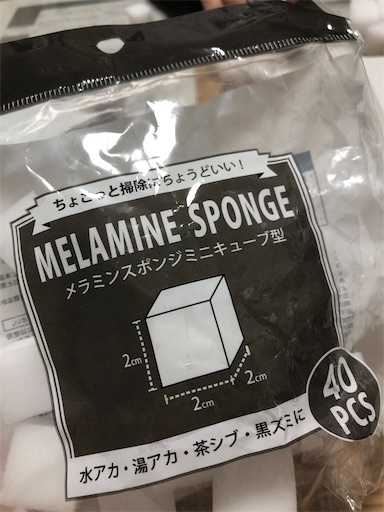 ちょこっと掃除にちょうどいい！
MELAMINE SPONGE
メラミンスポンジミニキューブ型
2cm
2cm
2cm
40
PCS
水アカ・湯アカ・茶シブ・黒ズミに